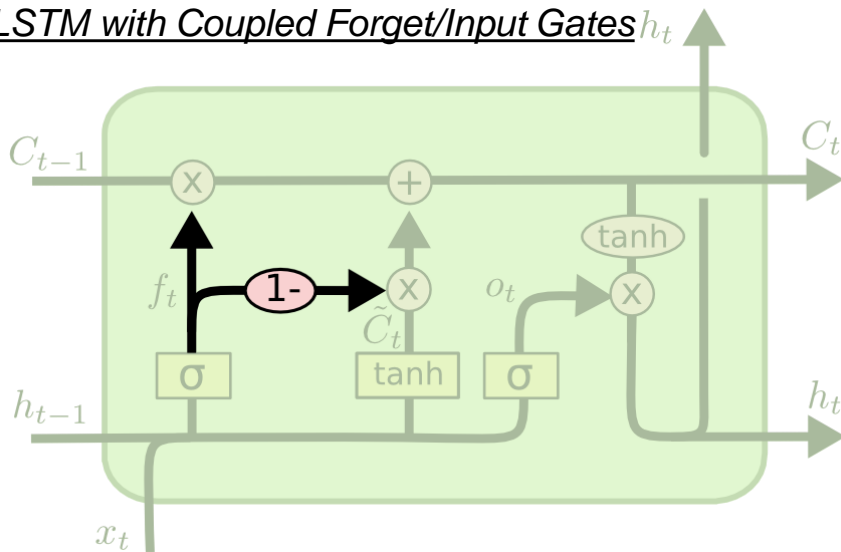 LSTM with Coupled Forget/Input Gates
h_t
C_{t-1}
C_t
x
+
tanh
f_t
1-
x
o_t
x
\tilde{C}_t
σ
tanh
σ
h_{t-1}
h_t
x_t